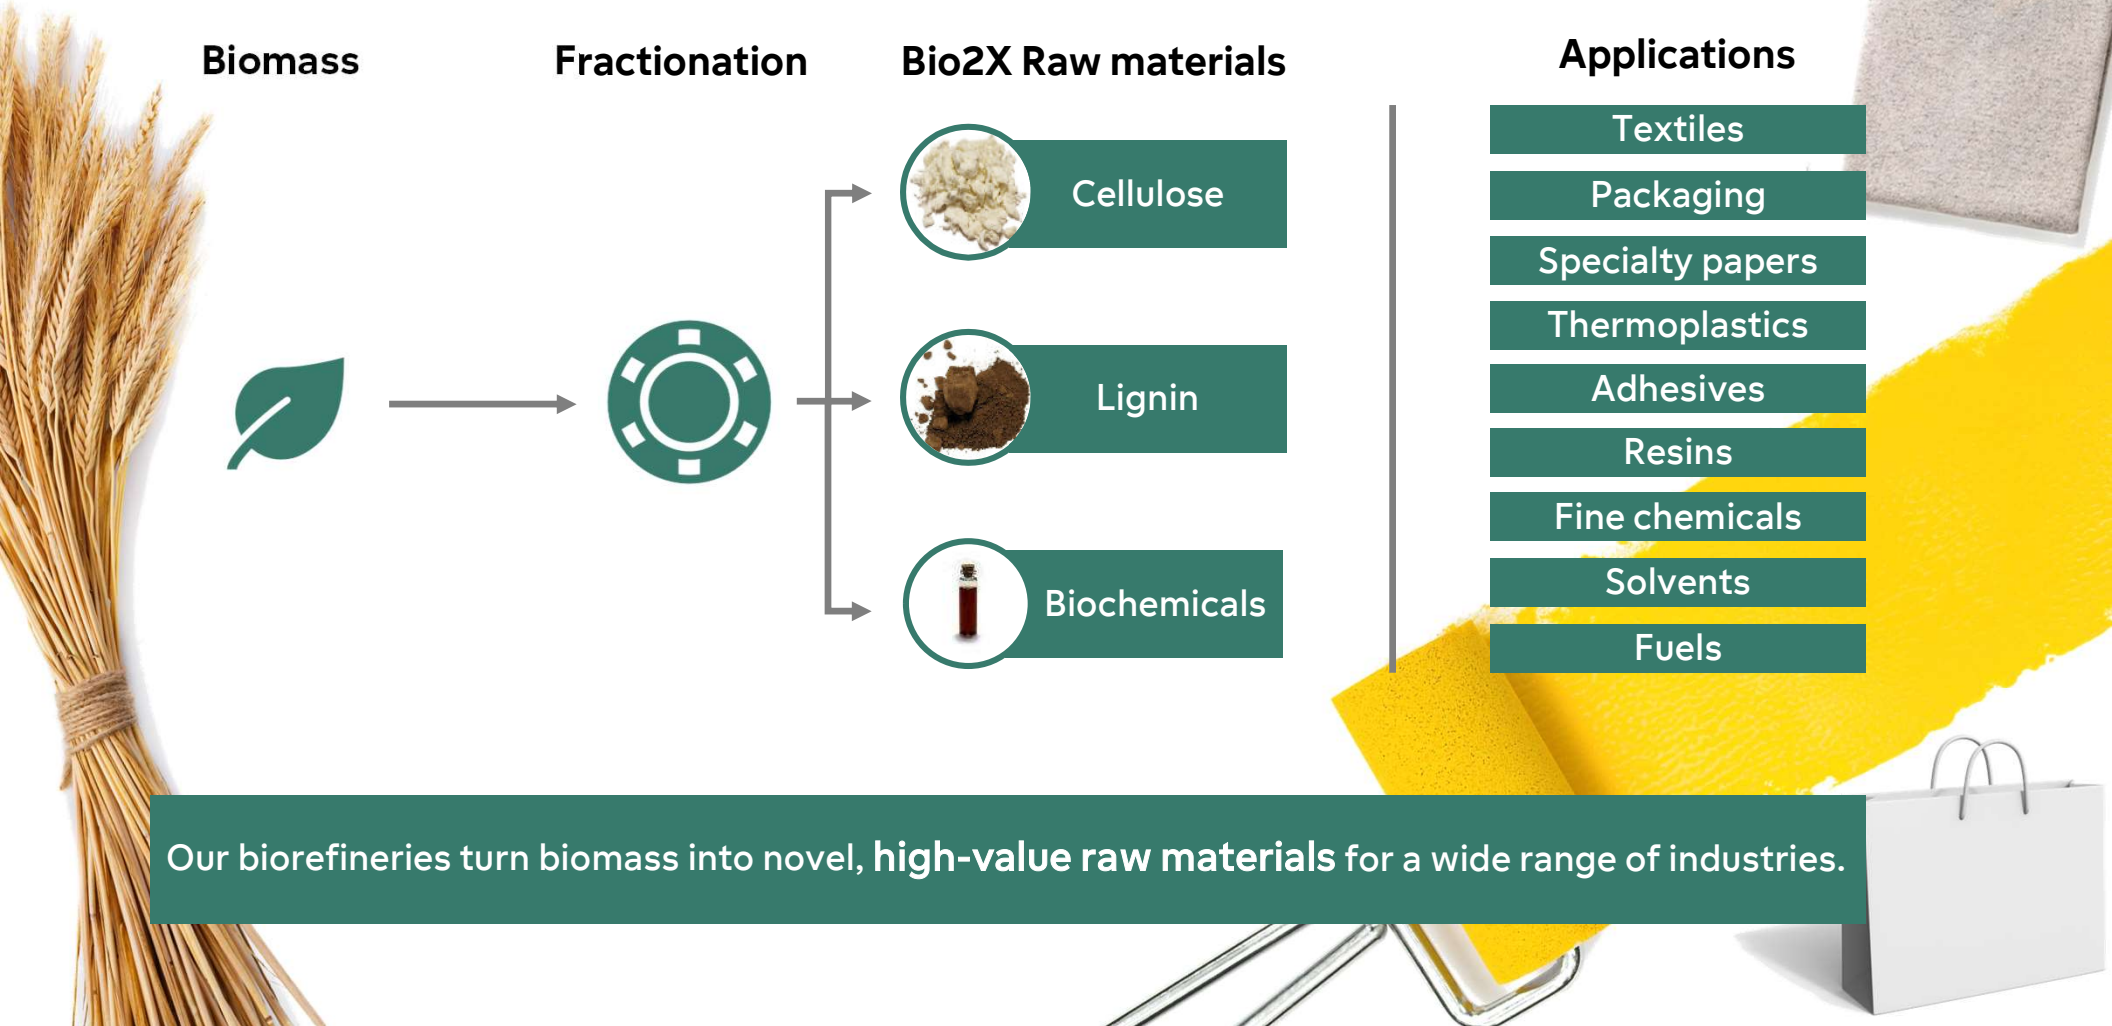 Biomass
Fractionation
Bio2X Raw materials
Applications
Cellulose
Lignin
Biochemicals
Textiles
Packaging
Specialty papers
Thermoplastics
Adhesives
Resins
Fine chemicals
Solvents
Fuels
Our biorefineries turn biomass into novel, high-value raw materials for a wide range of industries.